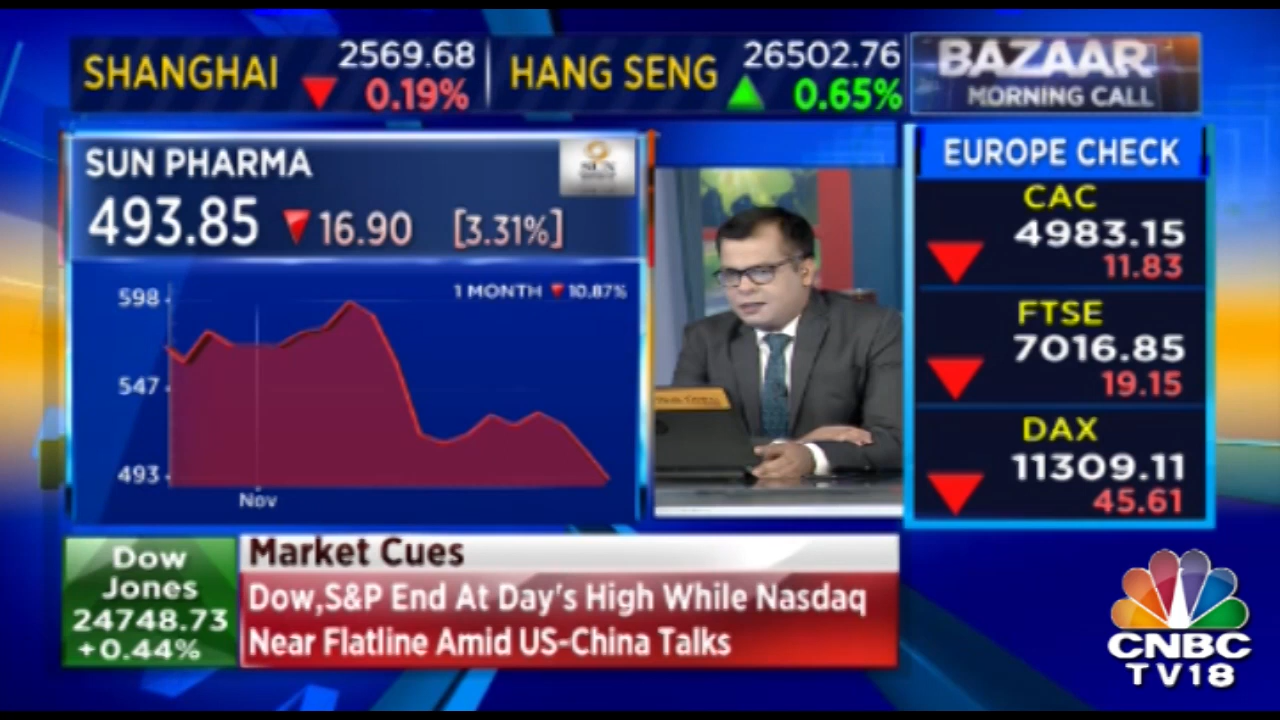 SHANGHAI
2569.68
0.19%
HANG SENG
26502.76
0.65%
BAZAAR
MORNING CALL
SUN PHARMA
SUN
493.85
16.90
[3.31%]
1 MONTH 10.87%
598
547
493
Nov
EUROPE CHECK
CAC
4983.15
11.83
FTSE
7016.85
19.15
DAX
11309.11
45.61
Dow
Jones
24748.73
+0.44%
Market Cues
Dow,S&P End At Day's High While Nasdaq
Near Flatline Amid US-China Talks
CNBC
TV18